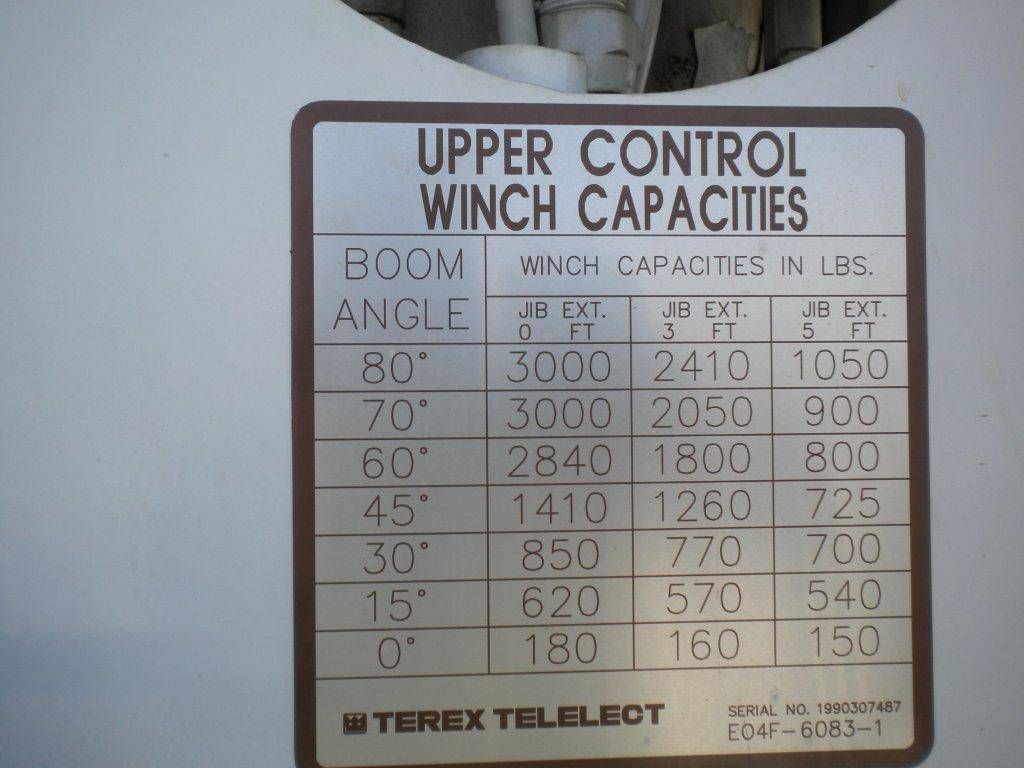 UPPER CONTROL
WINCH CAPACITIES
BOOM ANGLE
WINCH CAPACITIES IN LBS.
JIB EXT. 0 FT
JIB EXT. 3 FT
JIB EXT. 5 FT
80° 3000 2410 1050
70° 3000 2050 900
60° 2840 1800 800
45° 1410 1260 725
30° 850 770 700
15° 620 570 540
0° 180 160 150
TEREX TELELECT
SERIAL NO. 1990307487
E04F-6083-1